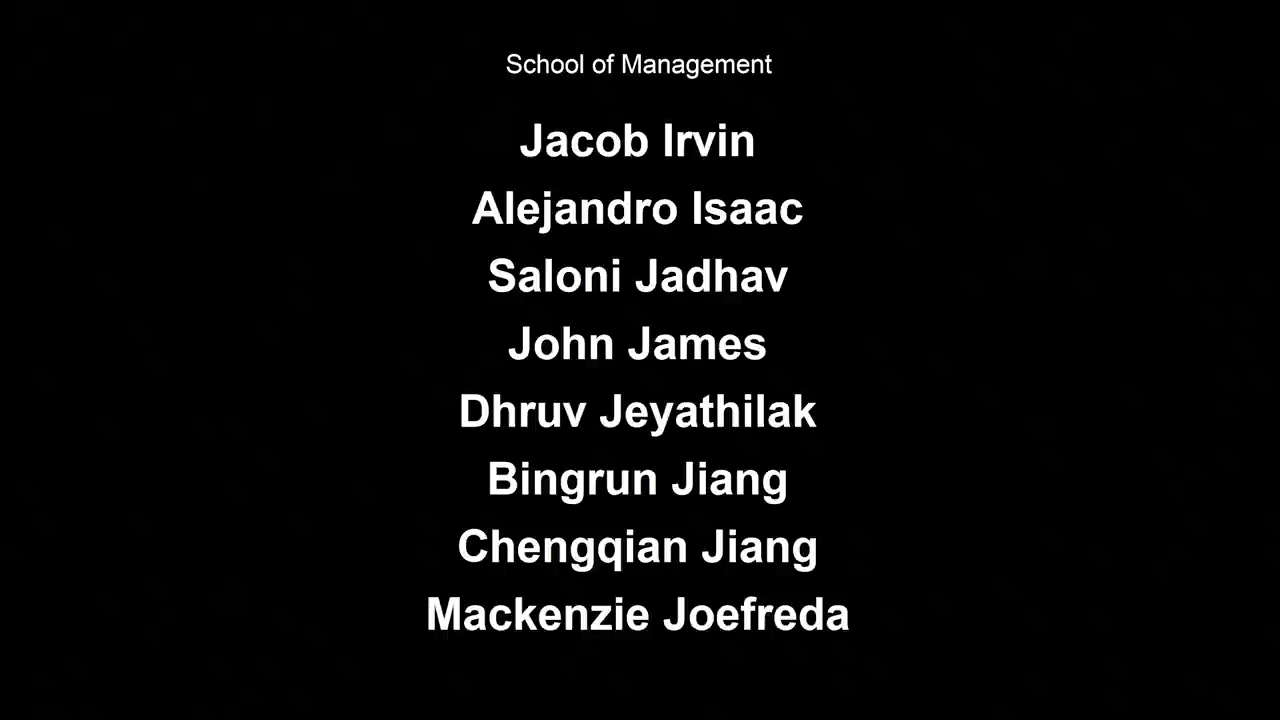 School of Management
Jacob Irvin
Alejandro Isaac
Saloni Jadhav
John James
Dhruv Jeyathilak
Bingrun Jiang
Chengqian Jiang
Mackenzie Joefreda